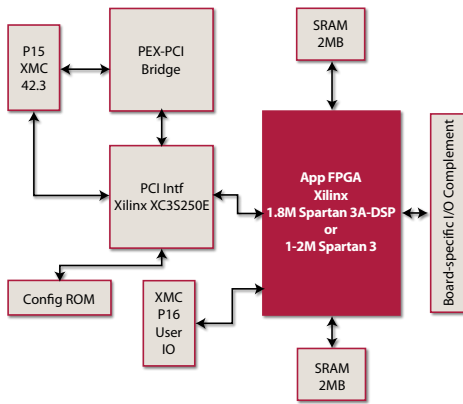 P15
XMC
42.3
PEX-PCI
Bridge
SRAM
2MB
PCI Intf
Xilinx XC3S250E
App FPGA
Xilinx
1.8M Spartan 3A-DSP
or
1-2M Spartan 3
Board-specific I/O Complement
Config ROM
XMC
P16
User
IO
SRAM
2MB